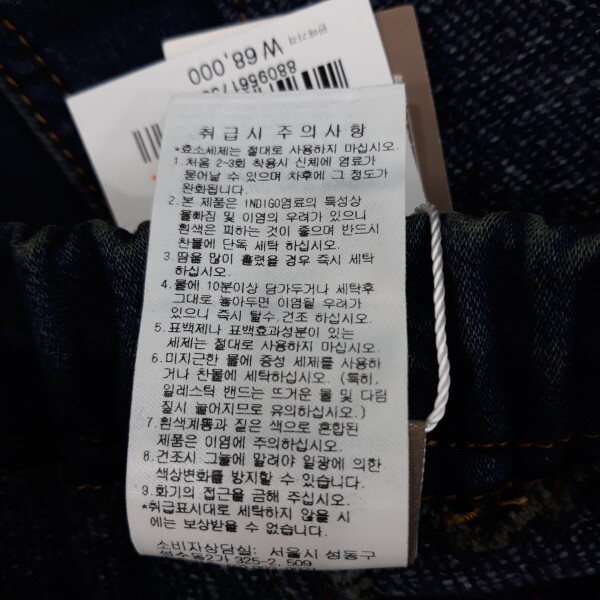 판매가격
₩ 68,000
취급시 주의사항
*효소세제는 절대로 사용하지 마십시오.
1.처음 2-3회 착용시 신체에 염료가
묻어날 수 있으며 차후에 그 정도가
완화됩니다.
2.본 제품은 INDIGO염료의 특성상
물빠짐 및 이염의 우려가 있으니
흰색은 피하는 것이 좋으며 반드시
찬물에 단독 세탁 하십시오.
3.땀을 많이 흘렸을 경우 즉시 세탁
하십시오.
4.물에 10분이상 담가두거나 세탁후
그대로 놓아두면 이염될 우려가
있으니 즉시 탈수.건조 하십시오.
5.표백제나 표백효과성분이 있는
세제는 절대로 사용하지 마십시오.
6.미지근한 물에 중성 세제를 사용하
거나 찬물에 세탁하십시오. (특히,
일레스틱 밴드는 뜨거운 물 및 다림
질시 늘어지므로 유의하십시오.)
7.흰색계통과 짙은 색으로 혼합된
제품은 이염에 주의하십시오.
8.건조시 그늘에 말려야 일광에 의한
색상변화를 방지할 수 있습니다.
9.화기의 접근을 금해 주십시오.
*취급표시대로 세탁하지 않을 시
에는 보상받을 수 없습니다.
소비자상담실: 서울시 성동구
성수동2가 325-2, 509